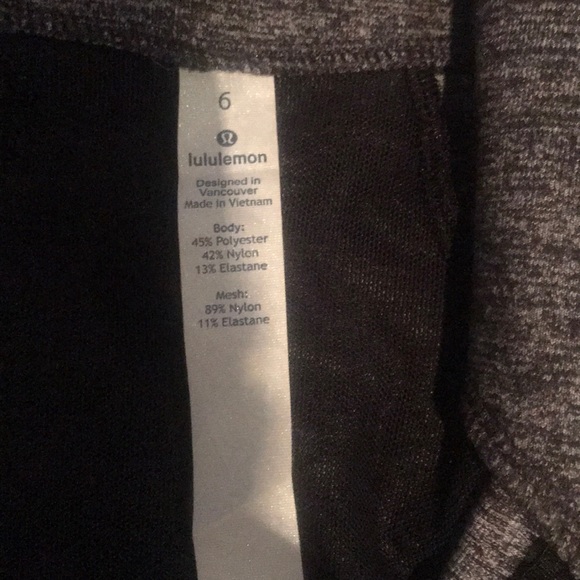 6
lululemon
Designed in
Vancouver
Made in Vietnam
Body:
45% Polyester
42% Nylon
13% Elastane
Mesh:
89% Nylon
11% Elastane